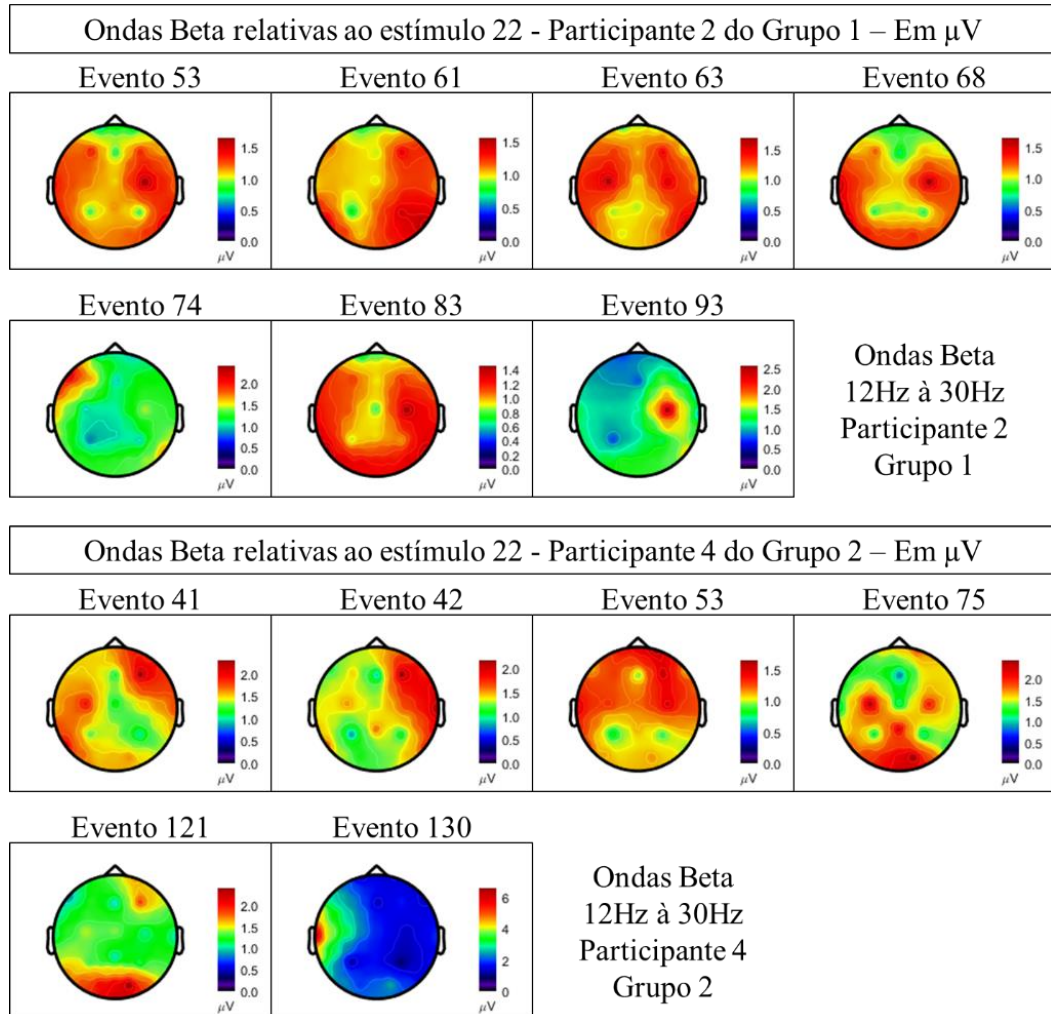 Ondas Beta relativas ao estímulo 22 - Participante 2 do Grupo 1 – Em μV
Evento 53 Evento 61 Evento 63 Evento 68
1.5 1.5 1.5 1.5
1.0 1.0 1.0 1.0
0.5 0.5 0.5 0.5
0.0 0.0 0.0 0.0
μV μV μV μV
Evento 74 Evento 83 Evento 93
2.0
1.5
1.0
0.5
0.0
μV
1.4
1.2
1.0
0.8
0.6
0.4
0.2
0.0
μV
2.5
2.0
1.5
1.0
0.5
0.0
μV
Ondas Beta
12Hz à 30Hz
Participante 2
Grupo 1
Ondas Beta relativas ao estímulo 22 - Participante 4 do Grupo 2 – Em μV
Evento 41 Evento 42 Evento 53 Evento 75
2.0
1.5
1.0
0.5
0.0
μV
2.0
1.5
1.0
0.5
0.0
μV
1.5
1.0
0.5
0.0
μV
2.0
1.5
1.0
0.5
0.0
μV
Evento 121 Evento 130
2.0
1.5
1.0
0.5
0.0
μV
6
4
2
0
μV
Ondas Beta
12Hz à 30Hz
Participante 4
Grupo 2